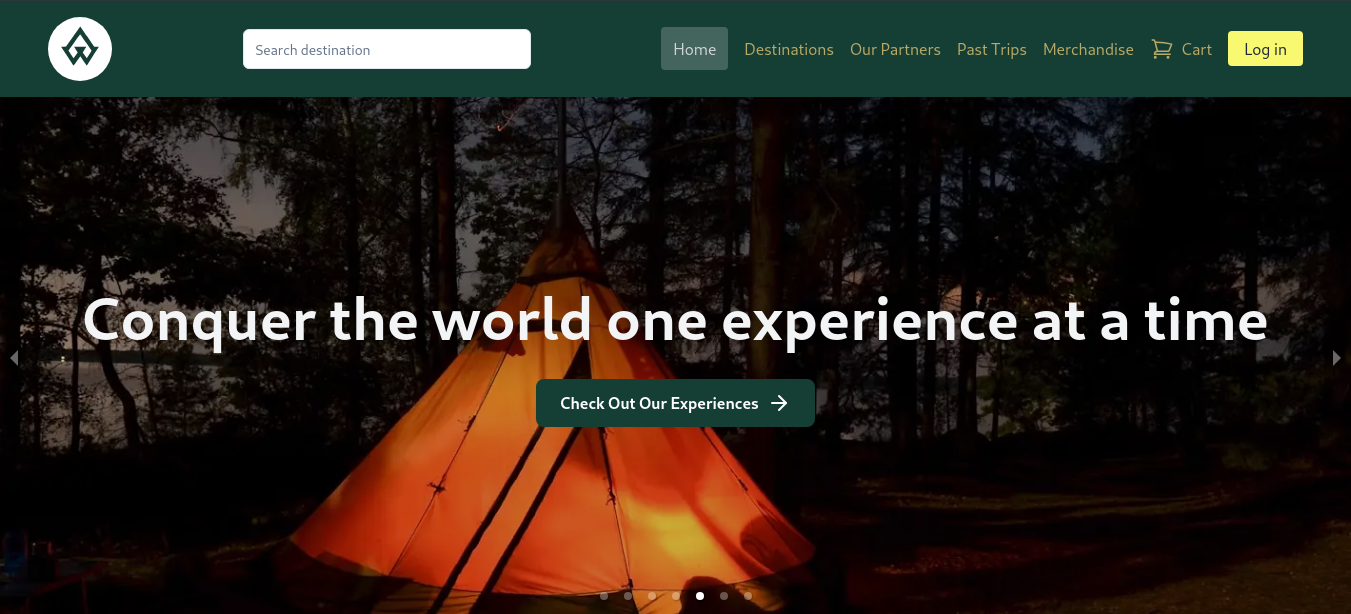 Search destination
Home
Destinations
Our Partners
Past Trips
Merchandise
Cart
Log in
Conquer the world one experience at a time
Check Out Our Experiences